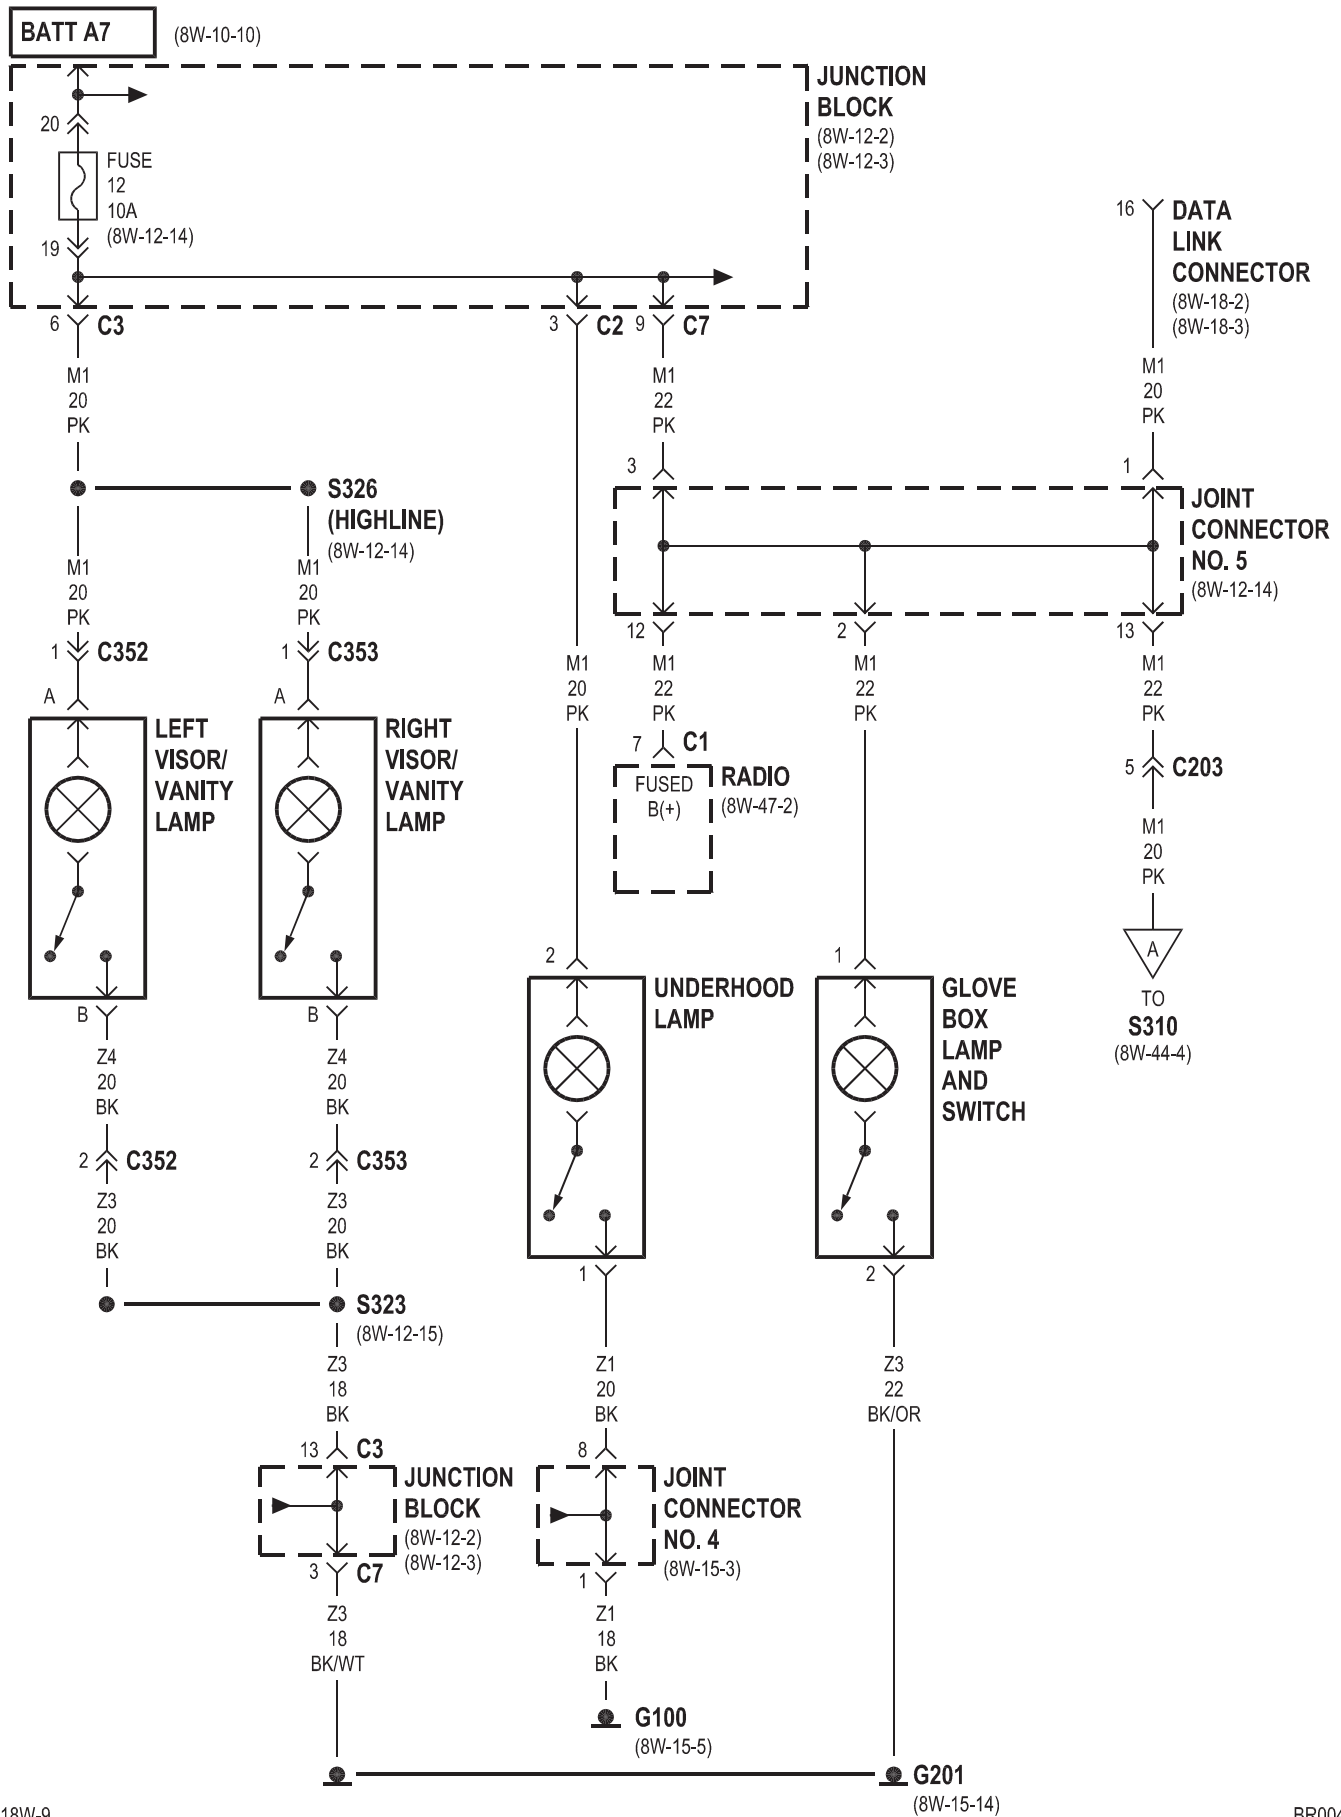 BATT A7
(8W-10-10)
JUNCTION
BLOCK
(8W-12-2)
(8W-12-3)
20
FUSE
12
10A
(8W-12-14)
19
6 C3
3 C2
9 C7
16 DATA
LINK
CONNECTOR
(8W-18-2)
(8W-18-3)
M1
20
PK
M1
22
PK
M1
20
PK
3
1
S326
(HIGHLINE)
(8W-12-14)
JOINT
CONNECTOR
NO. 5
(8W-12-14)
M1
20
PK
M1
20
PK
1 C352
1 C353
12
2
13
M1
20
PK
M1
22
PK
M1
22
PK
M1
22
PK
A
A
LEFT
VISOR/
VANITY
LAMP
RIGHT
VISOR/
VANITY
LAMP
7 C1
FUSED
B(+)
RADIO
(8W-47-2)
5 C203
M1
20
PK
A
TO
S310
(8W-44-4)
2
1
UNDERHOOD
LAMP
GLOVE
BOX
LAMP
AND
SWITCH
B
B
Z4
20
BK
Z4
20
BK
2 C352
2 C353
Z3
20
BK
Z3
20
BK
1
2
S323
(8W-12-15)
Z3
18
BK
Z1
20
BK
Z3
22
BK/OR
13 C3
8
JUNCTION
BLOCK
(8W-12-2)
(8W-12-3)
JOINT
CONNECTOR
NO. 4
(8W-15-3)
3 C7
1
Z3
18
BK/WT
Z1
18
BK
G100
(8W-15-5)
G201
(8W-15-14)
18W-9
BR004